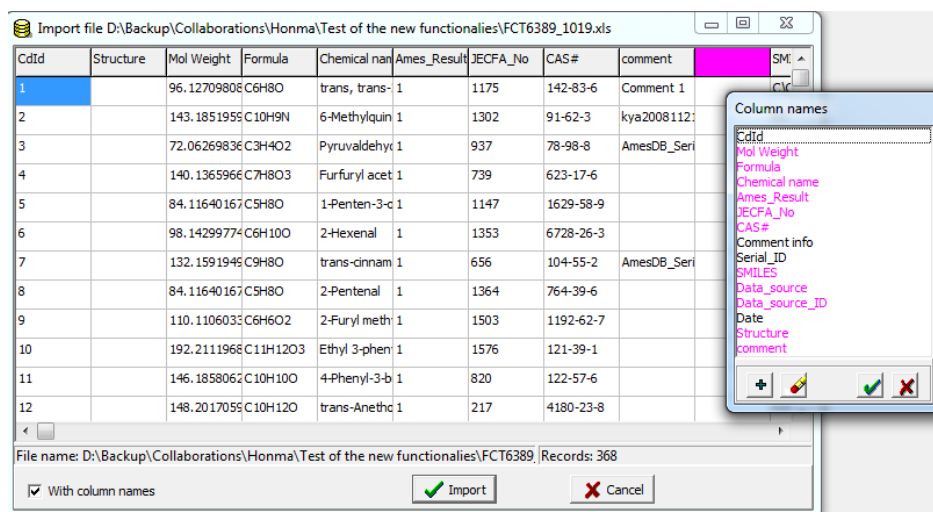 Import file D:\Backup\Collaborations\Honma\Test of the new functionalies\FCT6389_1019.xls
CdId Structure Mol Weight Formula Chemical nan Ames_Result JECFA_No CAS# comment SMI
1 96.12709808 C6H8O trans, trans- 1 1175 142-83-6 Comment 1 C\C
2 143.1851959 C10H9N 6-Methylquin 1 1302 91-62-3 kya20081121
3 72.06269836 C3H4O2 Pyruvaldehyd 1 937 78-98-8 AmesDB_Seri
4 140.1365966 C7H8O3 Furfuryl acet 1 739 623-17-6
5 84.11640167 C5H8O 1-Penten-3-o 1 1147 1629-58-9
6 98.14299774 C6H10O 2-Hexenal 1 1353 6728-26-3
7 132.1591949 C9H8O trans-cinnam 1 656 104-55-2 AmesDB_Seri
8 84.11640167 C5H8O 2-Pentenal 1 1364 764-39-6
9 110.1106033 C6H6O2 2-Furyl meth 1 1503 1192-62-7
10 192.2111968 C11H12O3 Ethyl 3-phen 1 1576 121-39-1
11 146.1858062 C10H10O 4-Phenyl-3-b 1 820 122-57-6
12 148.2017059 C10H12O trans-Anetho 1 217 4180-23-8
File name: D:\Backup\Collaborations\Honma\Test of the new functionalies\FCT6389 Records: 368
With column names Import Cancel
Column names
CdId
Mol Weight
Formula
Chemical name
Ames_Result
JECFA_No
CAS#
Comment info
Serial_ID
SMILES
Data_source
Data_source_ID
Date
Structure
comment